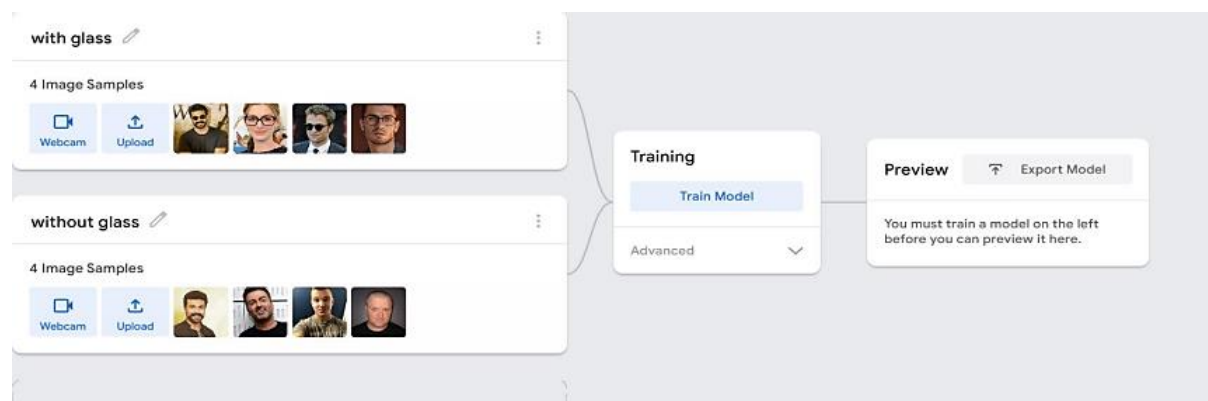 with glass
4 Image Samples
Webcam
Upload
without glass
4 Image Samples
Webcam
Upload
Training
Train Model
Advanced
Preview
Export Model
You must train a model on the left
before you can preview it here.